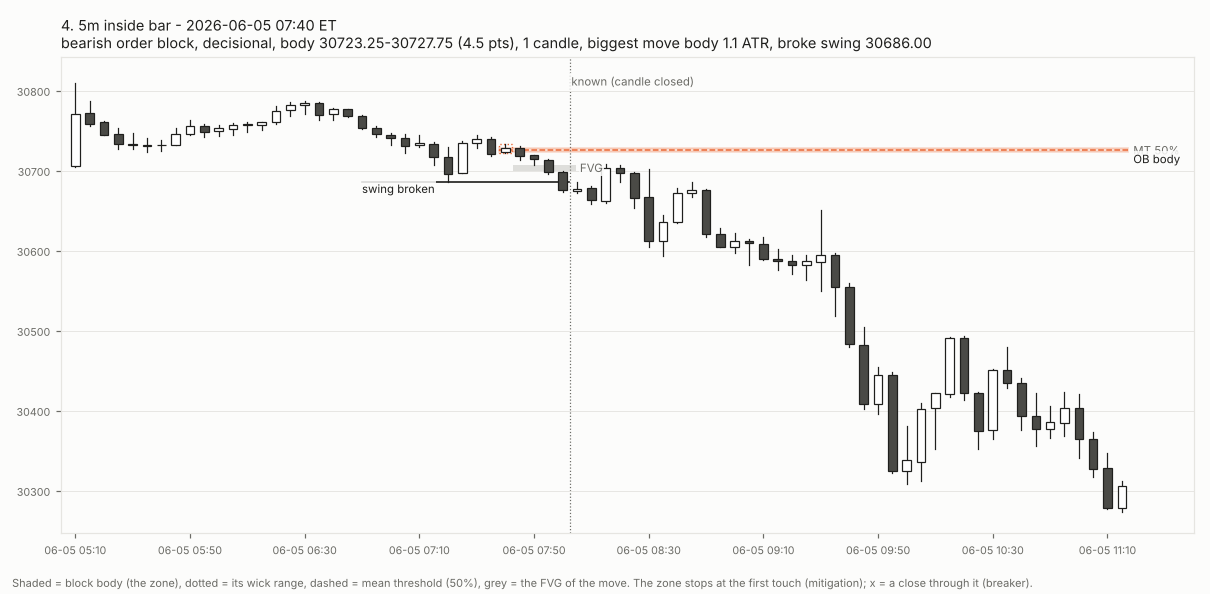 4. 5m inside bar - 2026-06-05 07:40 ET
bearish order block, decisional, body 30723.25-30727.75 (4.5 pts), 1 candle, biggest move body 1.1 ATR, broke swing 30686.00
known (candle closed)
30800
MT 50%
OB body
30700
FVG
swing broken
30600
30500
30400
30300
06-05 05:10
06-05 05:50
06-05 06:30
06-05 07:10
06-05 07:50
06-05 08:30
06-05 09:10
06-05 09:50
06-05 10:30
06-05 11:10
Shaded = block body (the zone), dotted = its wick range, dashed = mean threshold (50%), grey = the FVG of the move. The zone stops at the first touch (mitigation); x = a close through it (breaker).